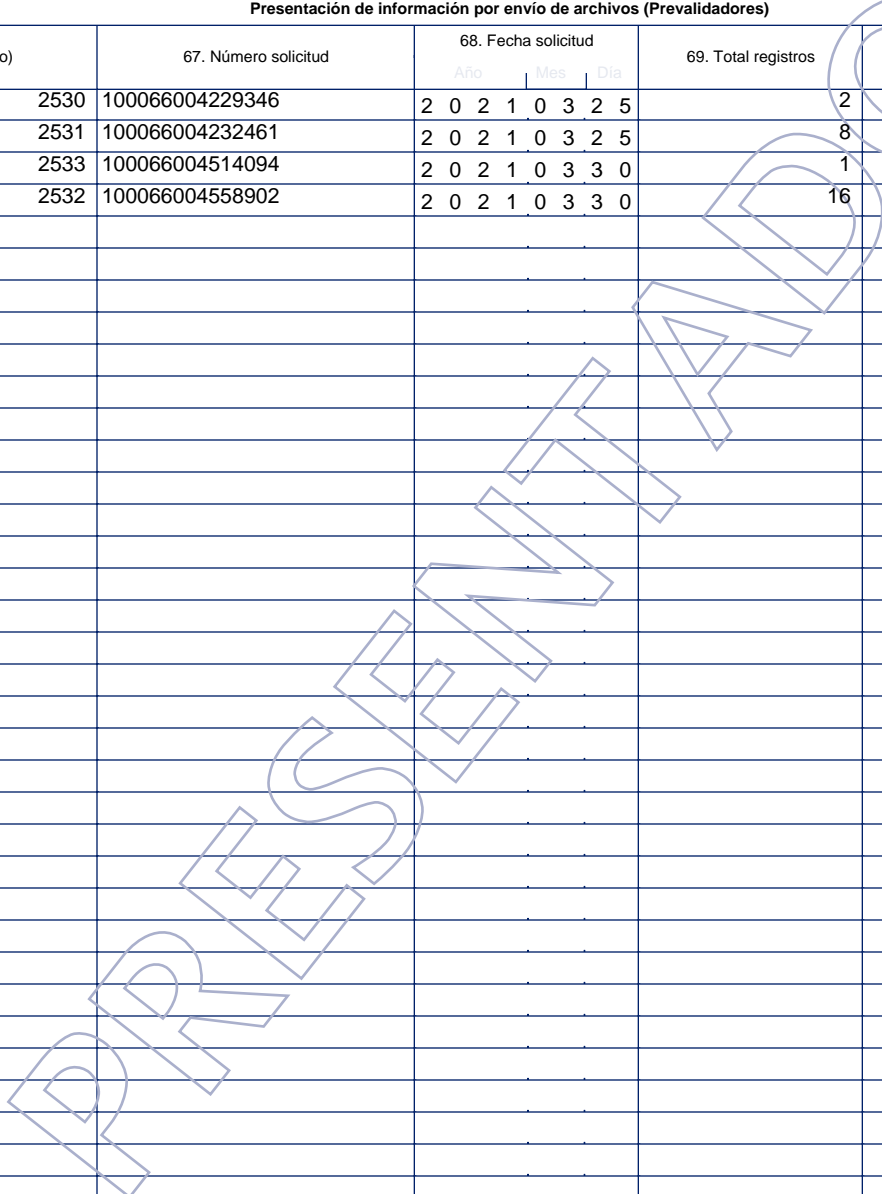 Presentación de información por envío de archivos (Prevalidadores)
o) 67. Número solicitud 68. Fecha solicitud 69. Total registros
Año Mes Día
2530 100066004229346 2 0 2 1 0 3 2 5 2
2531 100066004232461 2 0 2 1 0 3 2 5 8
2533 100066004514094 2 0 2 1 0 3 3 0 1
2532 100066004558902 2 0 2 1 0 3 3 0 16
PRESENTADO